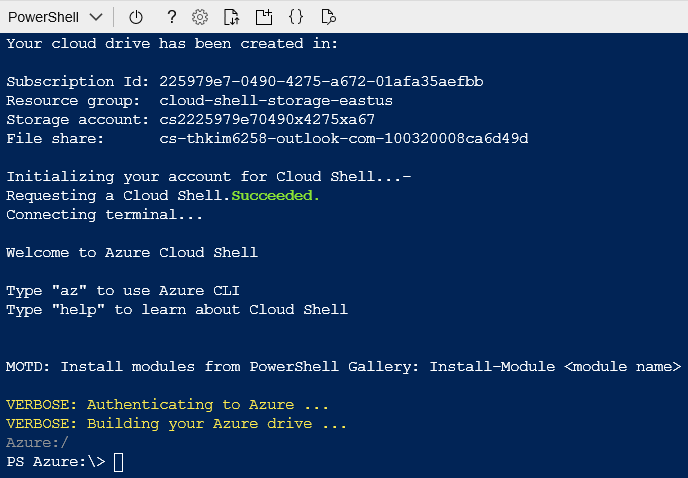 PowerShell ? {}
Your cloud drive has been created in:
Subscription Id: 225979e7-0490-4275-a672-01afa35aefbb
Resource group:  cloud-shell-storage-eastus
Storage account: cs2225979e70490x4275xa67
File share:      cs-thkim6258-outlook-com-100320008ca6d49d
Initializing your account for Cloud Shell...-
Requesting a Cloud Shell.Succeeded.
Connecting terminal...
Welcome to Azure Cloud Shell
Type "az" to use Azure CLI
Type "help" to learn about Cloud Shell
MOTD: Install modules from PowerShell Gallery: Install-Module <module name>
VERBOSE: Authenticating to Azure ...
VERBOSE: Building your Azure drive ...
Azure:/
PS Azure:\>